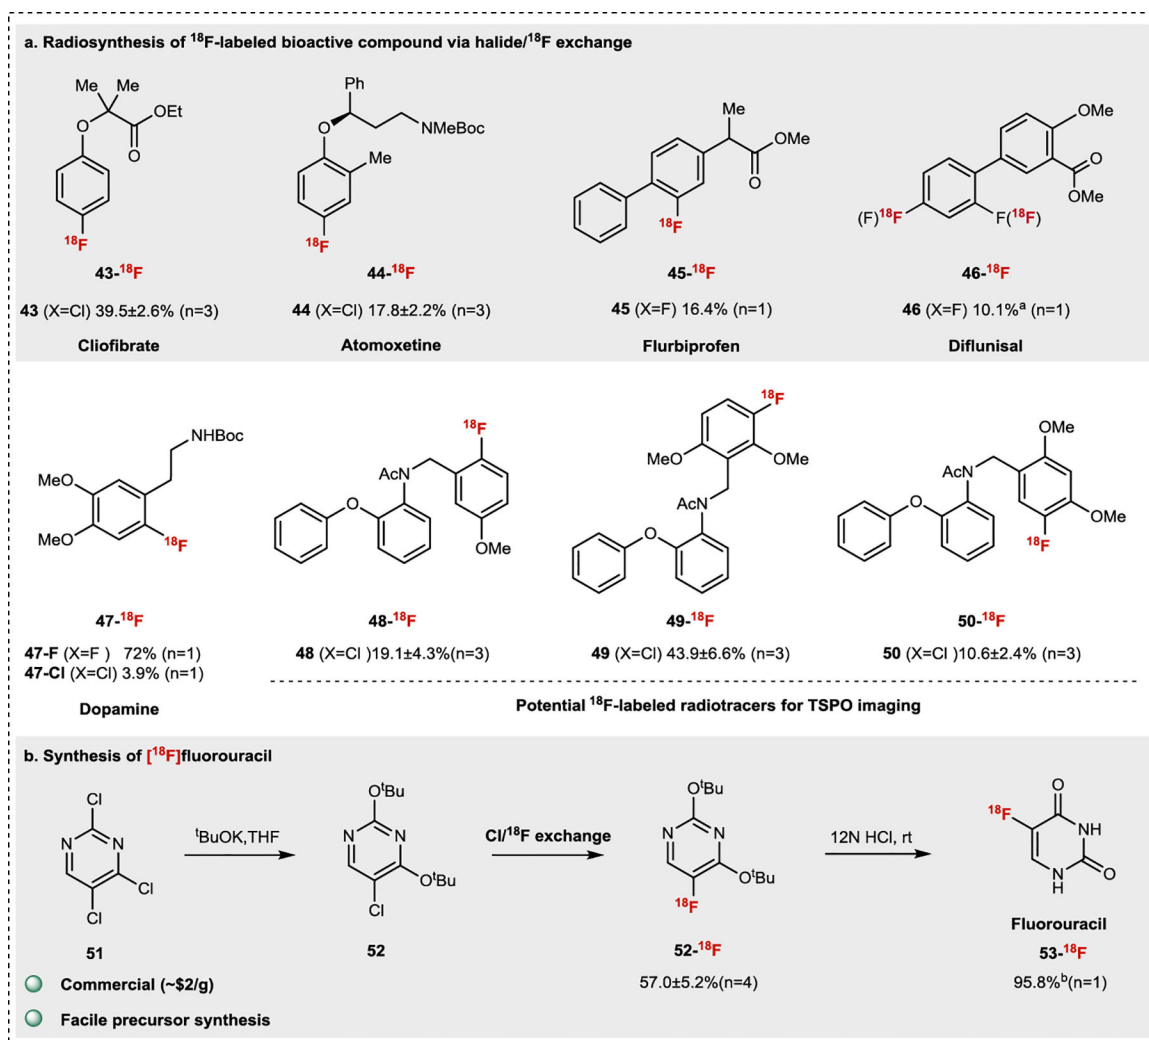 a. Radiosynthesis of ¹⁸F-labeled bioactive compound via halide/¹⁸F exchange
Me Me
O
OEt
O
¹⁸F
43-¹⁸F
43 (X=Cl) 39.5±2.6% (n=3)
Cliofibrate
Ph
O
NMeBoc
Me
¹⁸F
44-¹⁸F
44 (X=Cl) 17.8±2.2% (n=3)
Atomoxetine
Me
OMe
O
¹⁸F
45-¹⁸F
45 (X=F) 16.4% (n=1)
Flurbiprofen
OMe
O
OMe
(F)¹⁸F
F(¹⁸F)
46-¹⁸F
46 (X=F) 10.1%ᵃ (n=1)
Diflunisal
NHBoc
MeO
MeO
¹⁸F
47-¹⁸F
47-F (X=F ) 72% (n=1)
47-Cl (X=Cl) 3.9% (n=1)
Dopamine
¹⁸F
AcN
O
OMe
48-¹⁸F
48 (X=Cl )19.1±4.3%(n=3)
¹⁸F
MeO
OMe
AcN
O
49-¹⁸F
49 (X=Cl) 43.9±6.6% (n=3)
OMe
AcN
O
OMe
¹⁸F
50-¹⁸F
50 (X=Cl )10.6±2.4% (n=3)
Potential ¹⁸F-labeled radiotracers for TSPO imaging
b. Synthesis of [¹⁸F]fluorouracil
Cl
N N
Cl
Cl
51
ᵗBuOK,THF
OᵗBu
N N
OᵗBu
Cl
52
Cl/¹⁸F exchange
OᵗBu
N N
OᵗBu
¹⁸F
52-¹⁸F
57.0±5.2%(n=4)
12N HCl, rt
O
¹⁸F
NH
N
H
O
Fluorouracil
53-¹⁸F
95.8%ᵇ(n=1)
Commercial (~$2/g)
Facile precursor synthesis